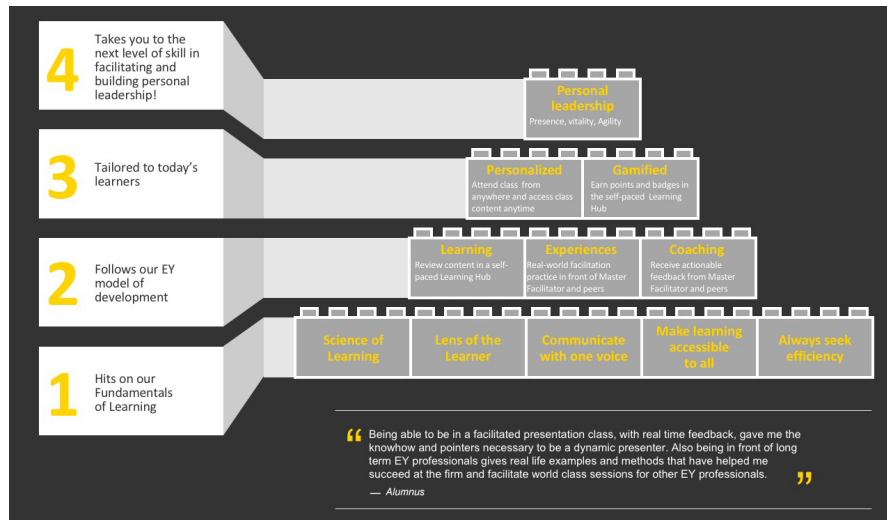 4
Takes you to the
next level of skill in
facilitating and
building personal
leadership!
Personal
leadership
Presence, vitality, Agility
3
Tailored to today's
learners
Personalized
Attend class from
anywhere and access class
content anytime
Gamified
Earn points and badges in
the self-paced Learning
Hub
2
Follows our EY
model of
development
Learning
Review content in a self-
paced Learning Hub
Experiences
Real-world facilitation
practice in front of Master
Facilitator and peers
Coaching
Receive actionable
feedback from Master
Facilitator and peers
1
Hits on our
Fundamentals
of Learning
Science of
Learning
Lens of the
Learner
Communicate
with one voice
Make learning
accessible
to all
Always seek
efficiency
“ Being able to be in a facilitated presentation class, with real time feedback, gave me the
knowhow and pointers necessary to be a dynamic presenter. Also being in front of long
term EY professionals gives real life examples and methods that have helped me
succeed at the firm and facilitate world class sessions for other EY professionals. ”
— Alumnus